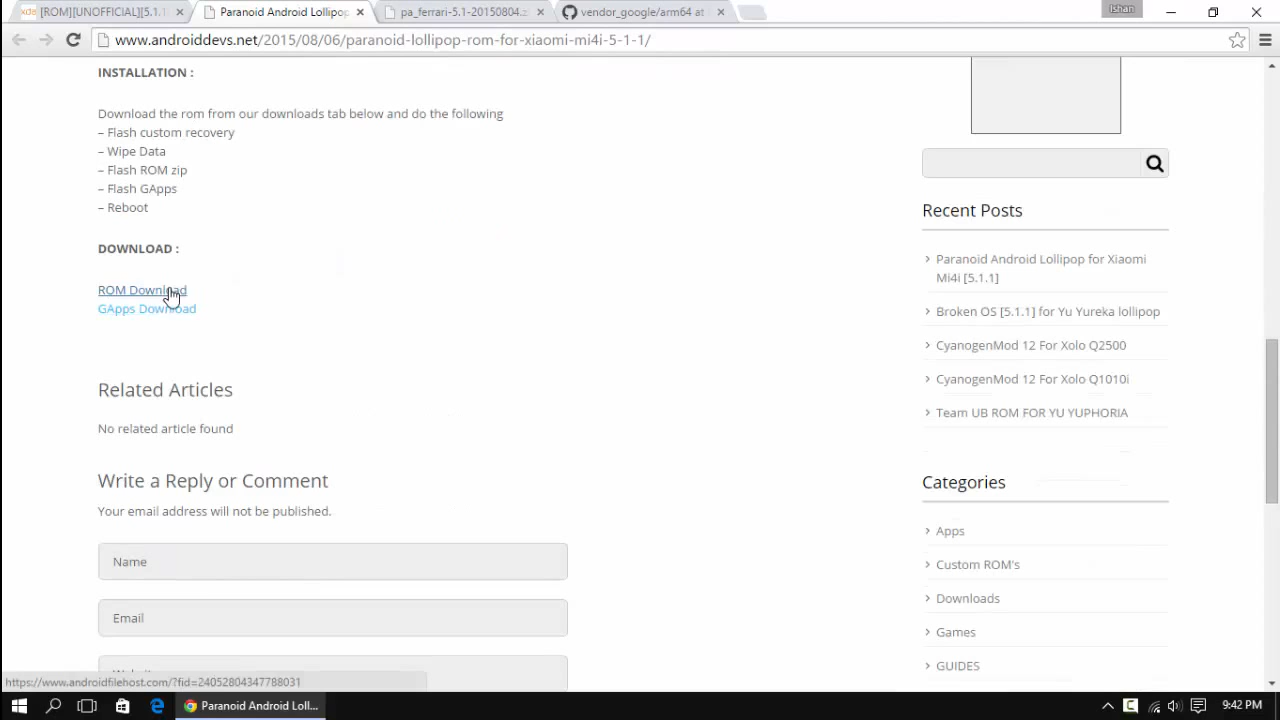 [ROM][UNOFFICIAL][5.1.1
Paranoid Android Lollipop
pa_ferrari-5.1-20150804.z
vendor_google/arm64 at
Ishan
www.androiddevs.net/2015/08/06/paranoid-lollipop-rom-for-xiaomi-mi4i-5-1-1/
INSTALLATION :
Download the rom from our downloads tab below and do the following
– Flash custom recovery
– Wipe Data
– Flash ROM zip
– Flash GApps
– Reboot
DOWNLOAD :
ROM Download
GApps Download
Related Articles
No related article found
Write a Reply or Comment
Your email address will not be published.
Name
Email
Recent Posts
Paranoid Android Lollipop for Xiaomi
Mi4i [5.1.1]
Broken OS [5.1.1] for Yu Yureka lollipop
CyanogenMod 12 For Xolo Q2500
CyanogenMod 12 For Xolo Q1010i
Team UB ROM FOR YU YUPHORIA
Categories
Apps
Custom ROM's
Downloads
Games
GUIDES
https://www.androidfilehost.com/?fid=24052804347788031
Paranoid Android Loll...
9:42 PM